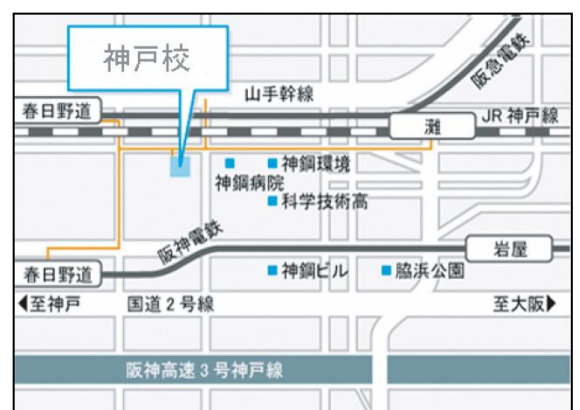 神戸校
阪急電鉄
山手幹線
春日野道
JR 神戸線
灘
神鋼環境
神鋼病院
科学技術高
阪神電鉄
岩屋
春日野道
神鋼ビル
脇浜公園
◀至神戸
国道2号線
至大阪▶
阪神高速3号神戸線